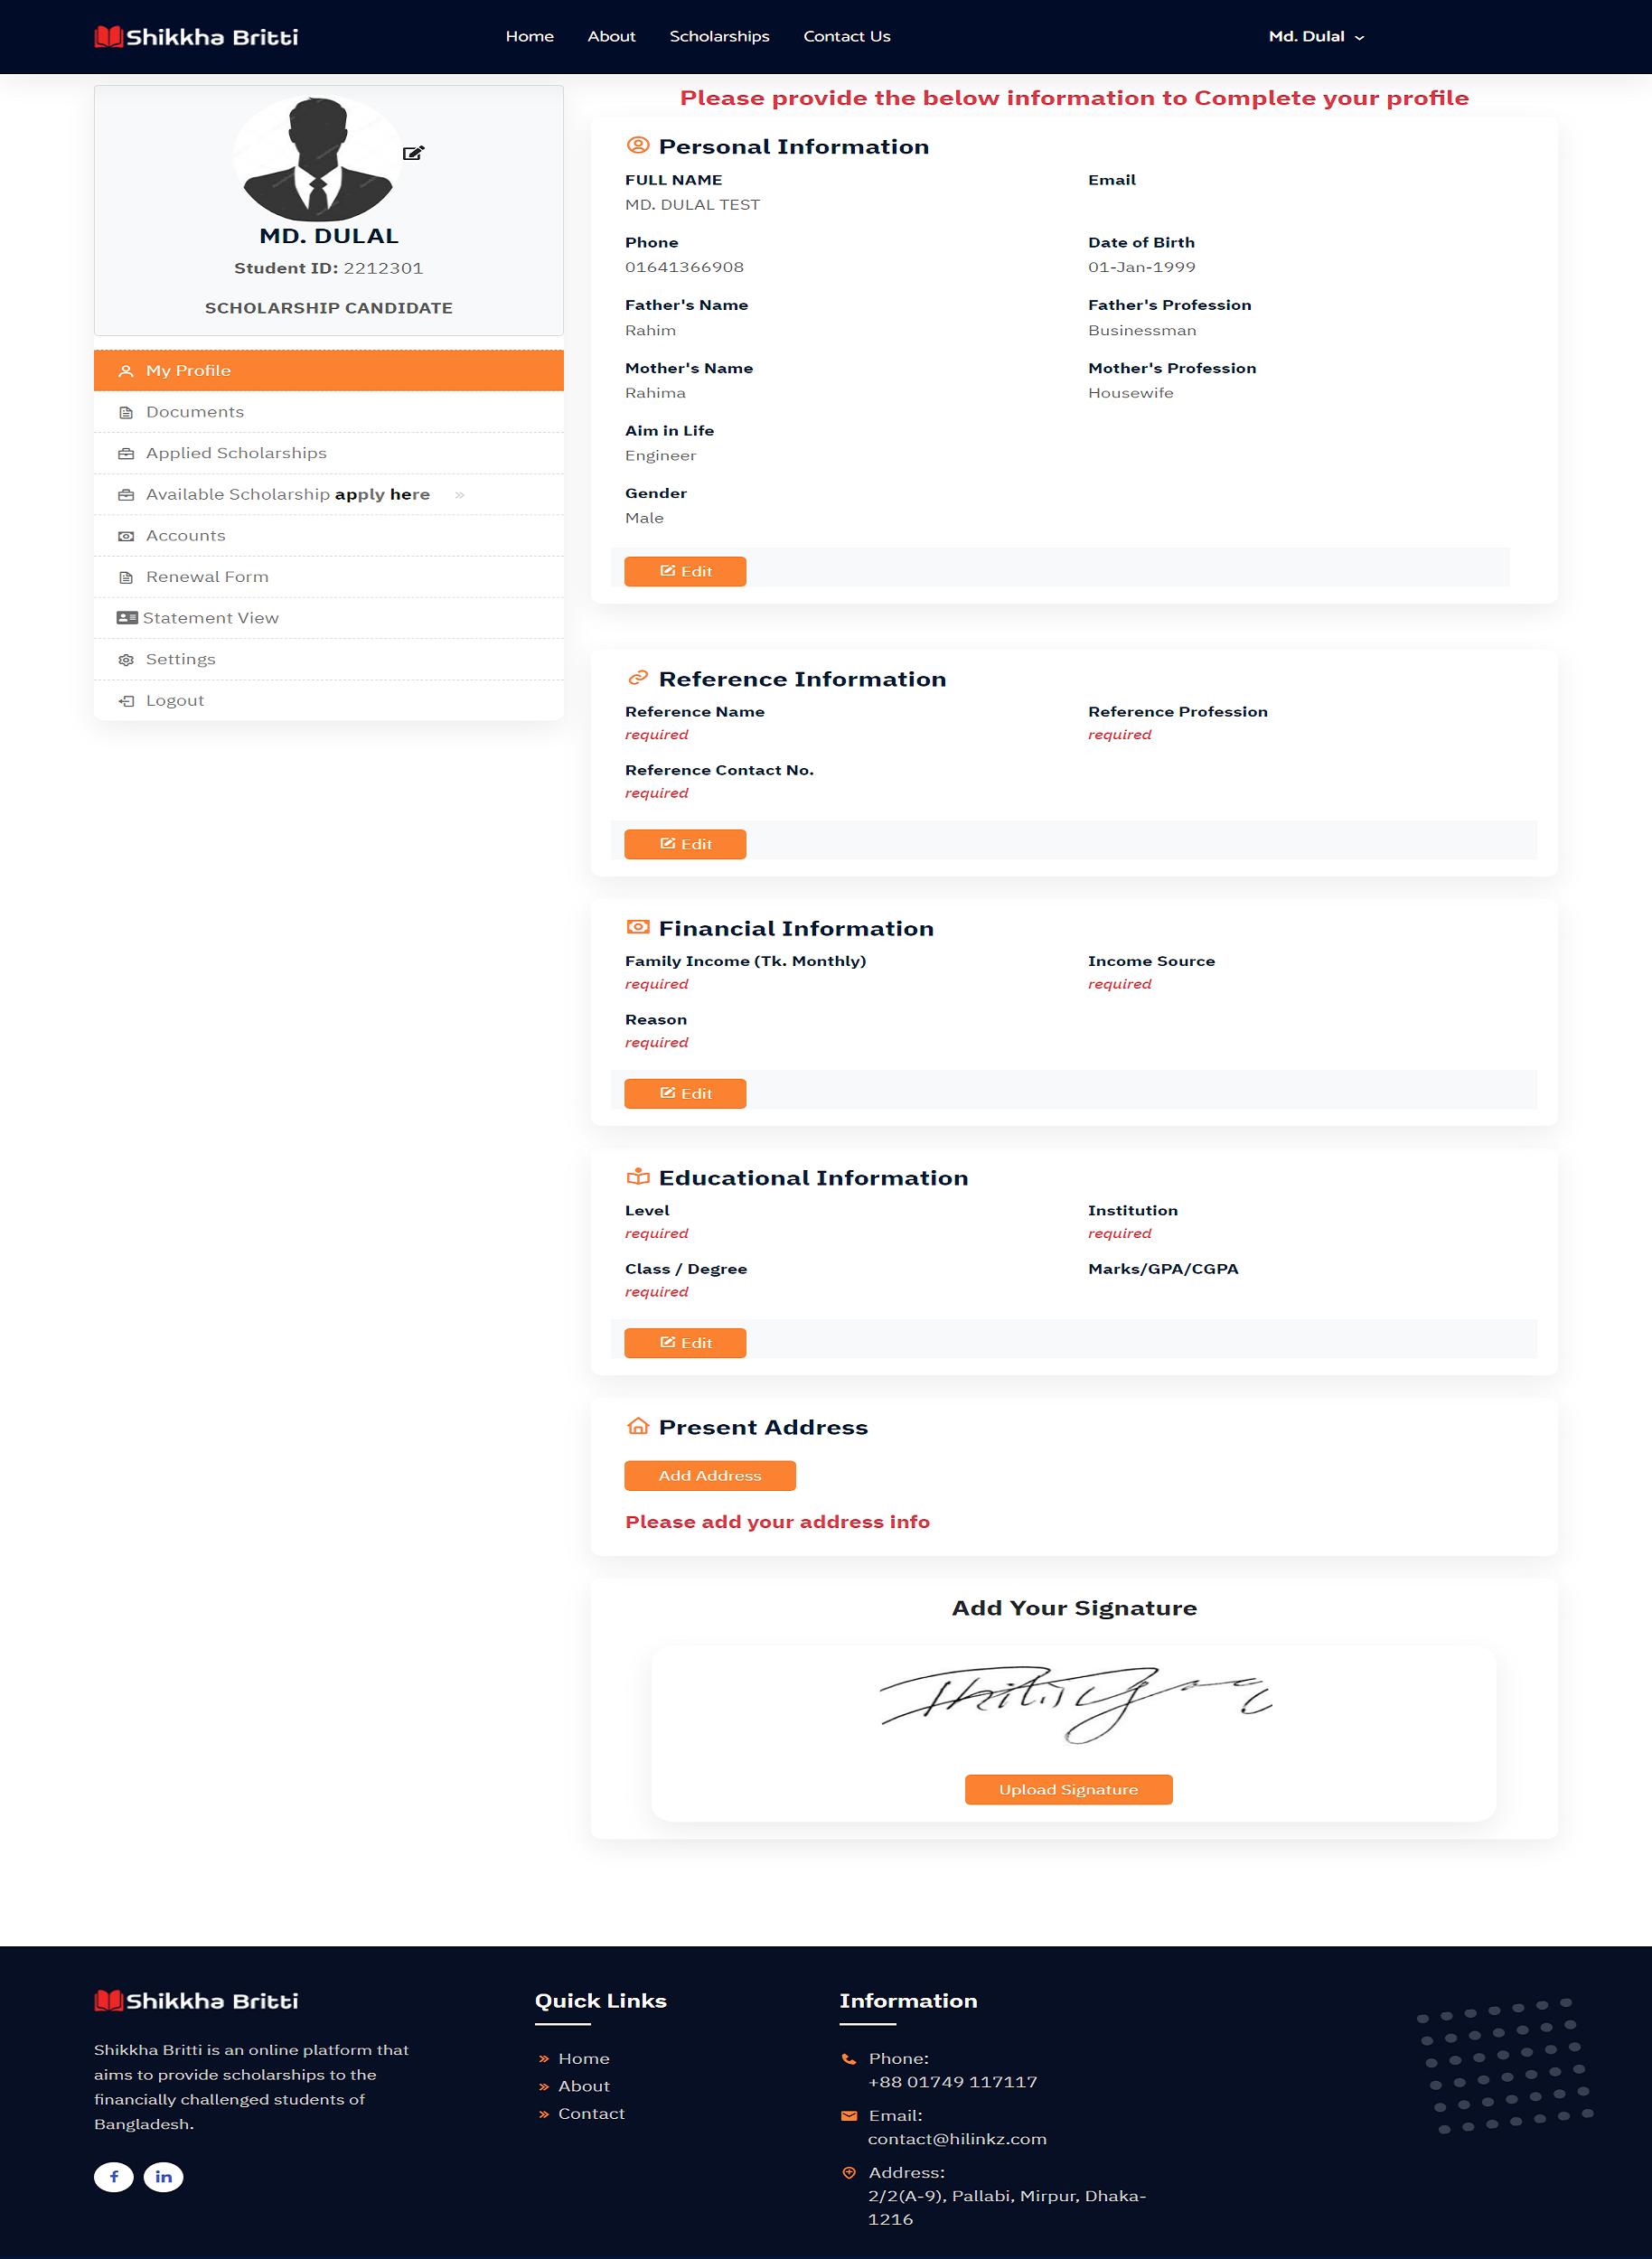 Shikkha Britti
Home About Scholarships Contact Us
Md. Dulal
MD. DULAL
Student ID: 2212301
SCHOLARSHIP CANDIDATE
My Profile
Documents
Applied Scholarships
Available Scholarship apply here »
Accounts
Renewal Form
Statement View
Settings
Logout
Please provide the below information to Complete your profile
Personal Information
FULL NAME
MD. DULAL TEST
Email
Phone
01641366908
Date of Birth
01-Jan-1999
Father's Name
Rahim
Father's Profession
Businessman
Mother's Name
Rahima
Mother's Profession
Housewife
Aim in Life
Engineer
Gender
Male
Edit
Reference Information
Reference Name
required
Reference Profession
required
Reference Contact No.
required
Edit
Financial Information
Family Income (Tk. Monthly)
required
Income Source
required
Reason
required
Edit
Educational Information
Level
required
Institution
required
Class / Degree
required
Marks/GPA/CGPA
Edit
Present Address
Add Address
Please add your address info
Add Your Signature
Upload Signature
Shikkha Britti
Shikkha Britti is an online platform that
aims to provide scholarships to the
financially challenged students of
Bangladesh.
f in
Quick Links
» Home
» About
» Contact
Information
Phone:
+88 01749 117117
Email:
contact@hilinkz.com
Address:
2/2(A-9), Pallabi, Mirpur, Dhaka-
1216